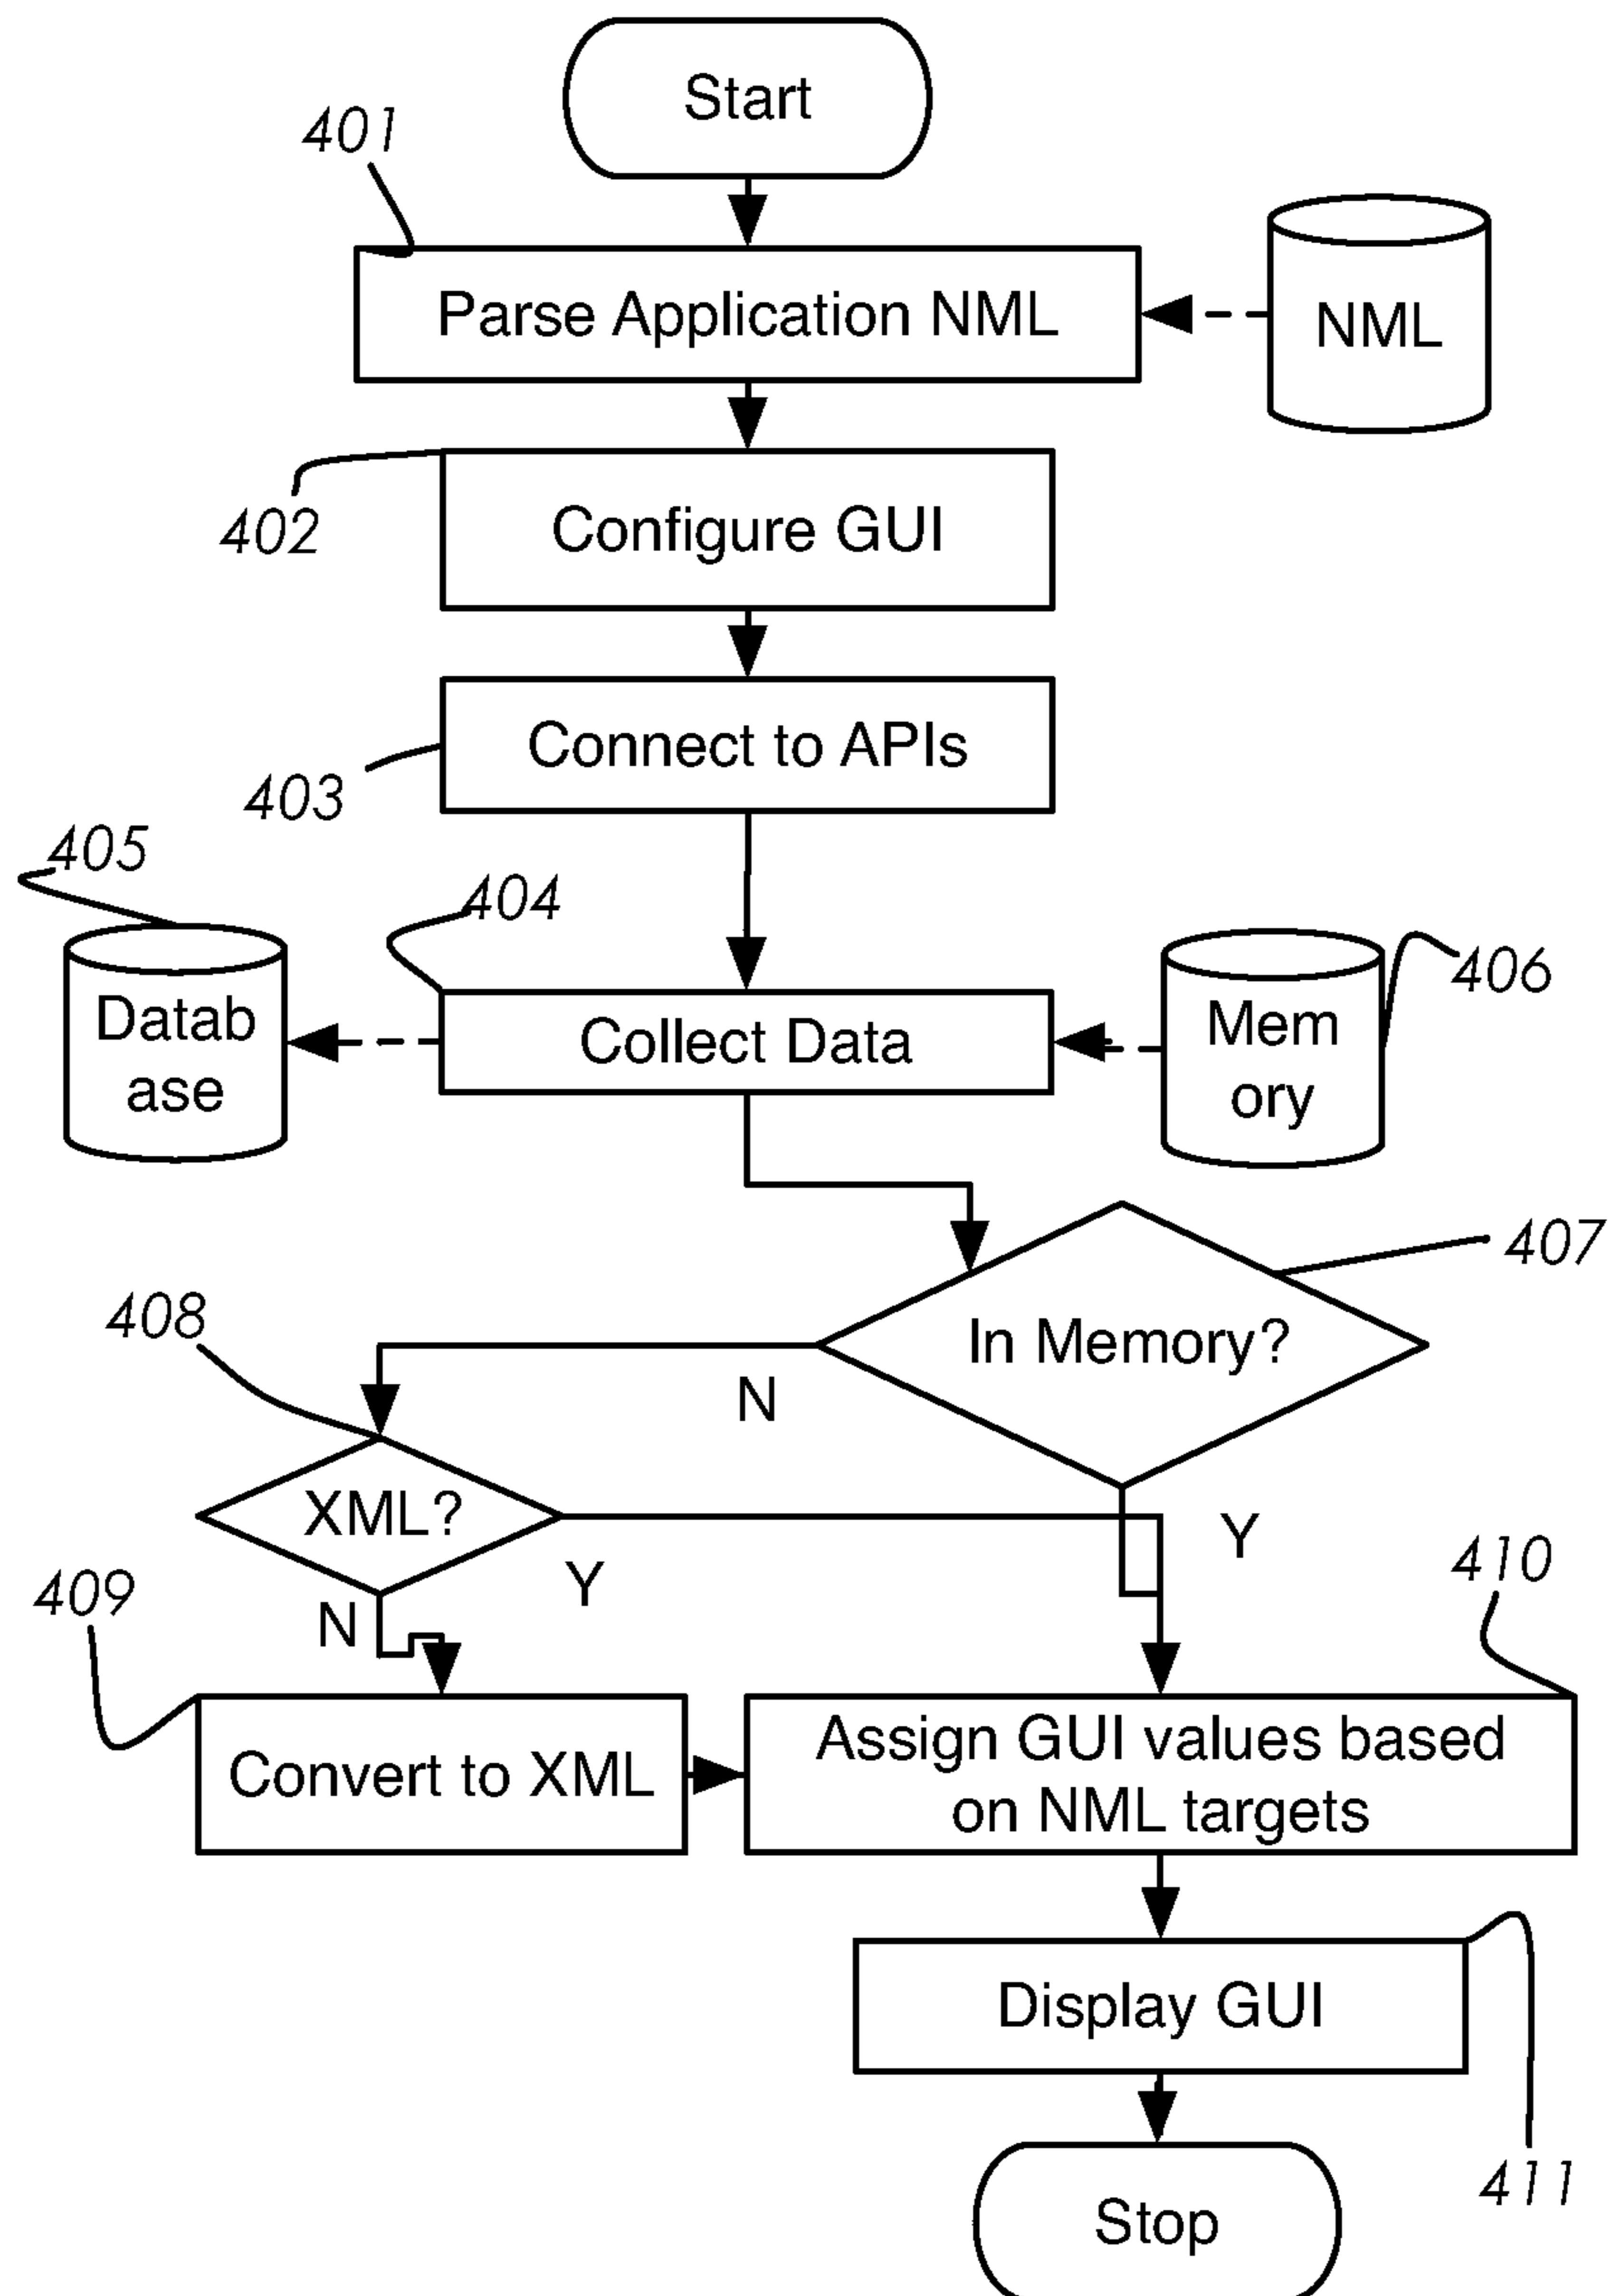 Start
401
Parse Application NML
NML
402
Configure GUI
403
Connect to APIs
405
404
406
Datab
ase
Collect Data
Mem
ory
407
408
In Memory?
N
XML?
Y
Y
410
409
N
Convert to XML
Assign GUI values based
on NML targets
Display GUI
411
Stop